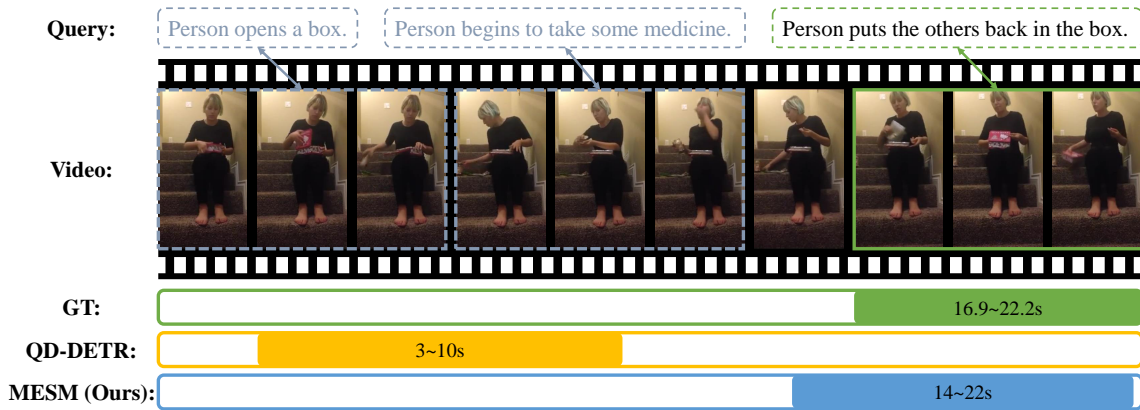 Query: Person opens a box. Person begins to take some medicine. Person puts the others back in the box.
Video:
GT: 16.9~22.2s
QD-DETR: 3~10s
MESM (Ours): 14~22s